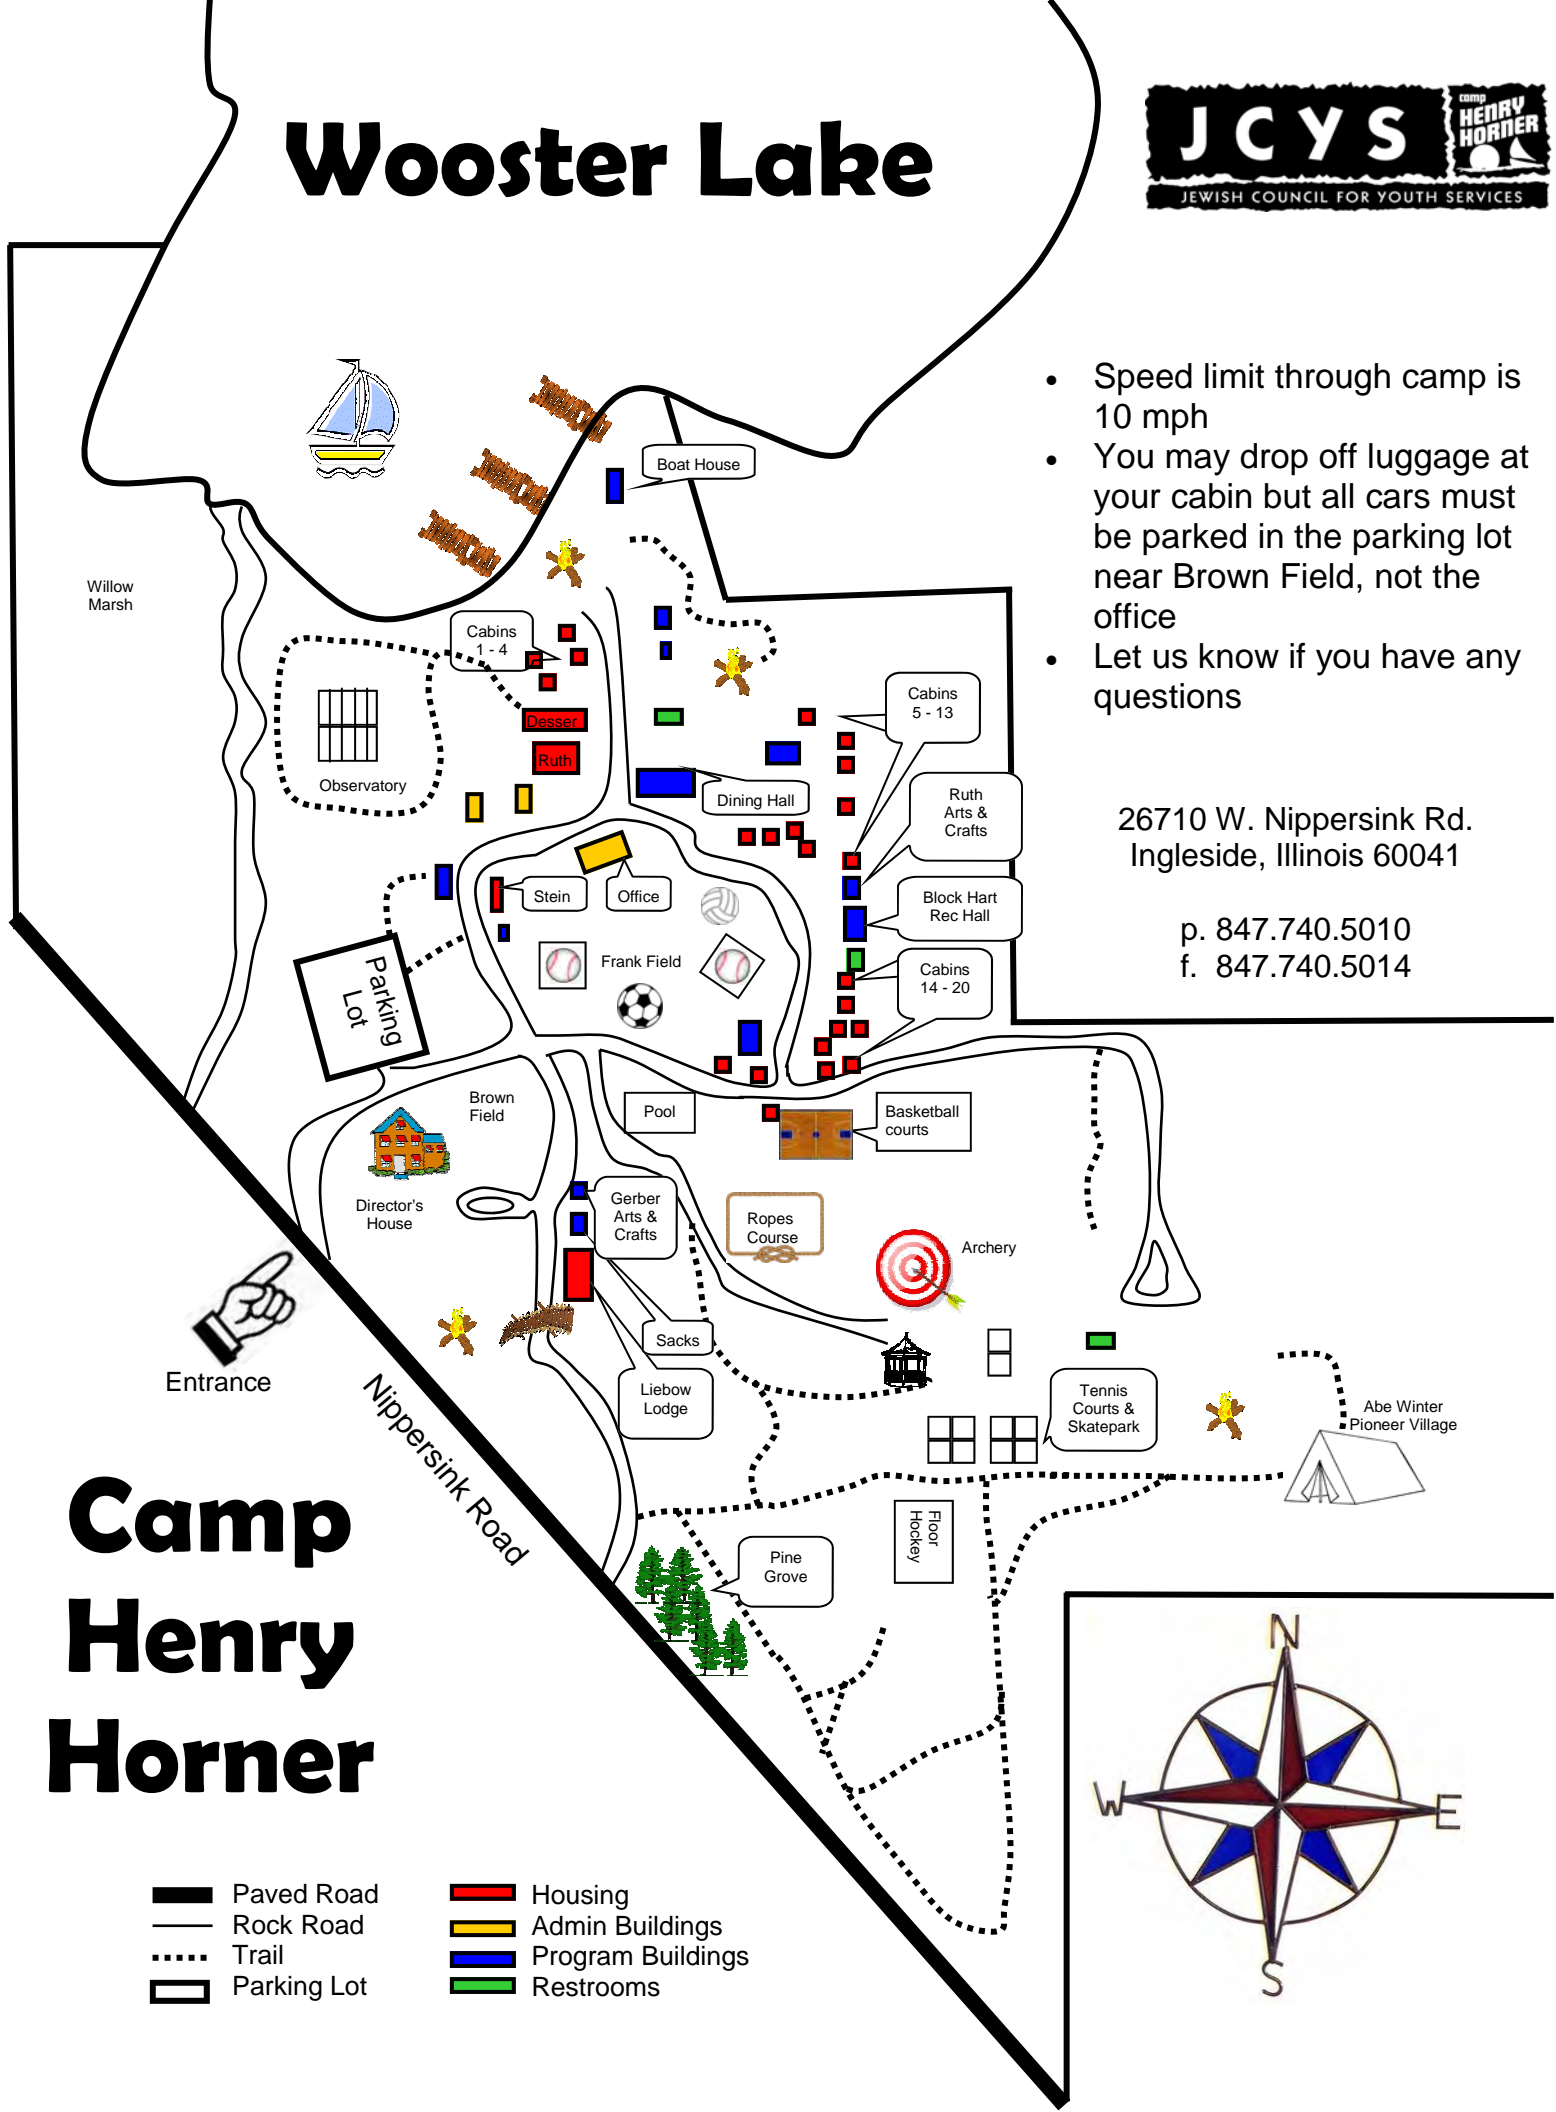 Wooster Lake
JCYS
camp
HENRY
HORNER
JEWISH COUNCIL FOR YOUTH SERVICES
• Speed limit through camp is
10 mph
• You may drop off luggage at
your cabin but all cars must
be parked in the parking lot
near Brown Field, not the
office
• Let us know if you have any
questions
26710 W. Nippersink Rd.
Ingleside, Illinois 60041
p. 847.740.5010
f. 847.740.5014
Boat House
Willow
Marsh
Cabins
1 - 4
Desser
Ruth
Observatory
Cabins
5 - 13
Dining Hall
Ruth
Arts &
Crafts
Stein
Office
Block Hart
Rec Hall
Frank Field
Cabins
14 - 20
Parking
Lot
Brown
Field
Pool
Basketball
courts
Director's
House
Gerber
Arts &
Crafts
Ropes
Course
Archery
Sacks
Entrance
Liebow
Lodge
Tennis
Courts &
Skatepark
Abe Winter
Pioneer Village
Nippersink Road
Floor
Hockey
Pine
Grove
Camp
Henry
Horner
N
W
E
S
Paved Road
Rock Road
Trail
Parking Lot
Housing
Admin Buildings
Program Buildings
Restrooms